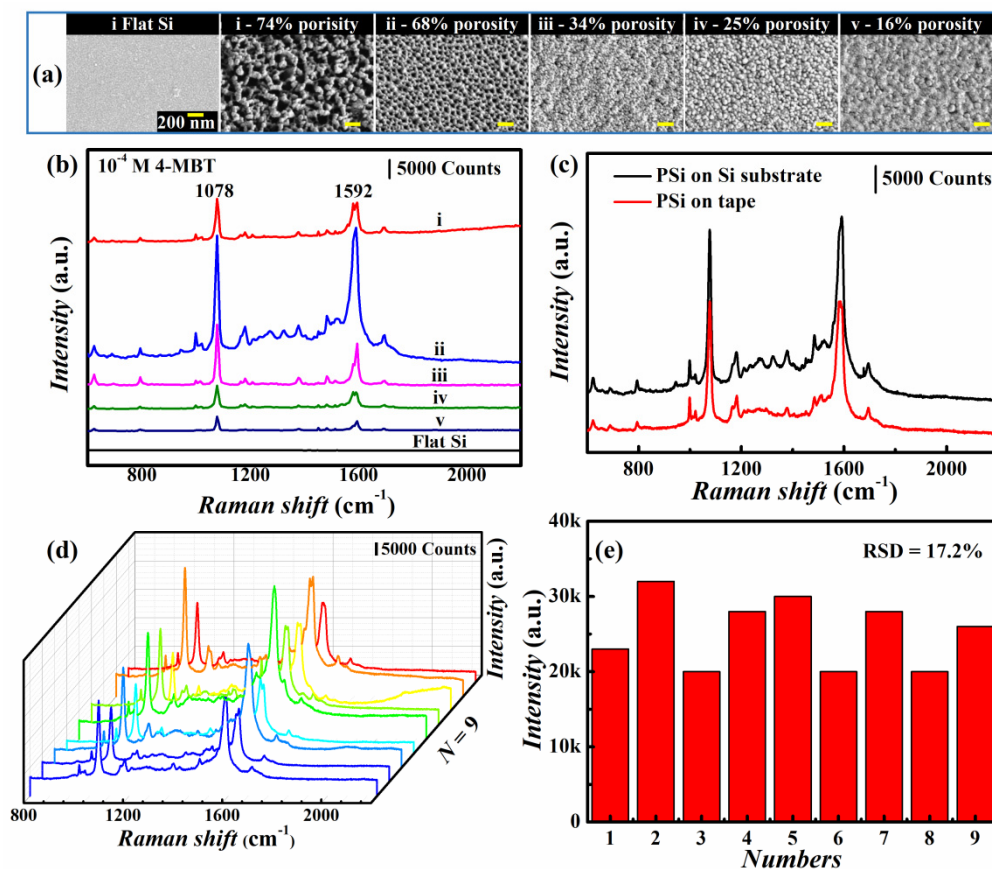 (a)
i Flat Si
i - 74% porisity
ii - 68% porosity
iii - 34% porosity
iv - 25% porosity
v - 16% porosity
200 nm
(b)
10⁻⁴ M 4-MBT
5000 Counts
1078
1592
i
ii
iii
iv
v
Flat Si
Intensity (a.u.)
800
1200
1600
2000
Raman shift (cm⁻¹)
(c)
PSi on Si substrate
PSi on tape
5000 Counts
Intensity (a.u.)
800
1200
1600
2000
Raman shift (cm⁻¹)
(d)
5000 Counts
Intensity (a.u.)
N = 9
800
1200
1600
2000
Raman shift (cm⁻¹)
(e)
RSD = 17.2%
Intensity (a.u.)
40k
30k
20k
10k
0
1 2 3 4 5 6 7 8 9
Numbers